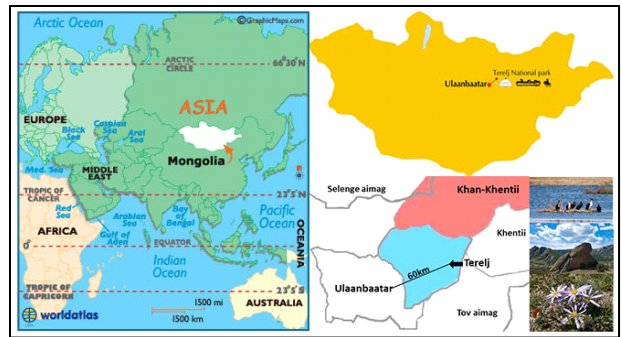 Arctic Ocean
©GraphicMaps.com
ARCTIC
CIRCLE
66°30'N
ASIA
EUROPE
Black
Sea
Caspian
Sea
Aral
Sea
Mongolia
Med. Sea
MIDDLE
EAST
TROPIC OF
CANCER
23°5'N
Red
Sea
Arabian
Sea
Bay
of
Bengal
Pacific
Ocean
AFRICA
Gulf of
Aden
0°
EQUATOR
OCEANIA
Indian
Ocean
TROPIC OF
CAPRICORN
23°5'S
1500 mi
1500 km
AUSTRALIA
worldatlas
Terelj National park
Ulaanbaatar
Selenge aimag
Khan-Khentii
Khentii
60km
Terelj
Ulaanbaatar
Tov aimag